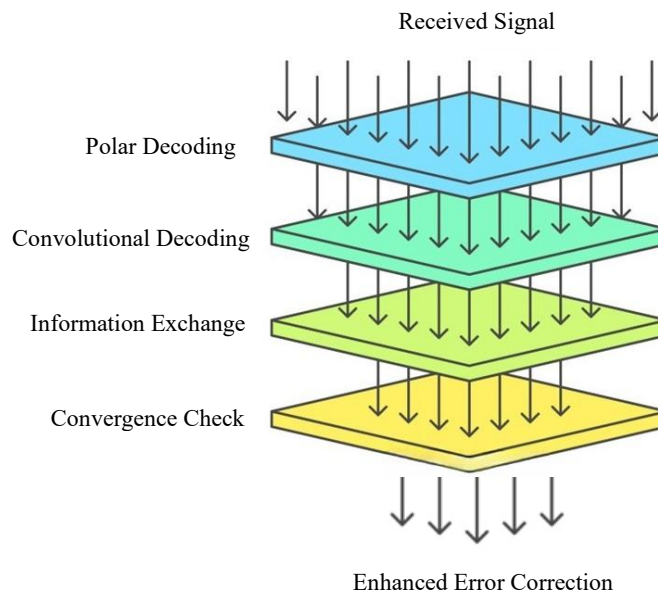 Received Signal
Polar Decoding
Convolutional Decoding
Information Exchange
Convergence Check
Enhanced Error Correction